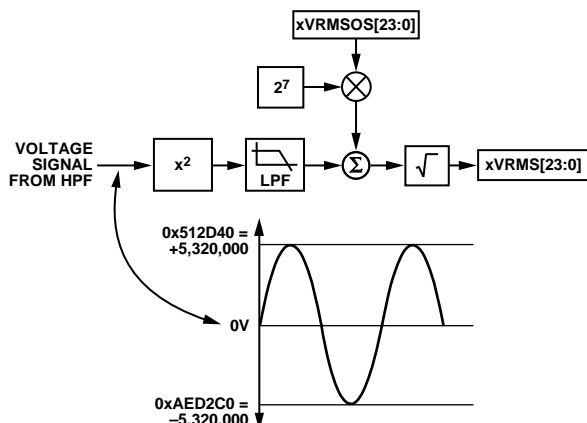 xVRMSOS[23:0]
2⁷
VOLTAGE
SIGNAL
FROM HPF
x²
LPF
Σ
√
xVRMS[23:0]
0x512D40 =
+5,320,000
0V
0xAED2C0 =
–5,320,000